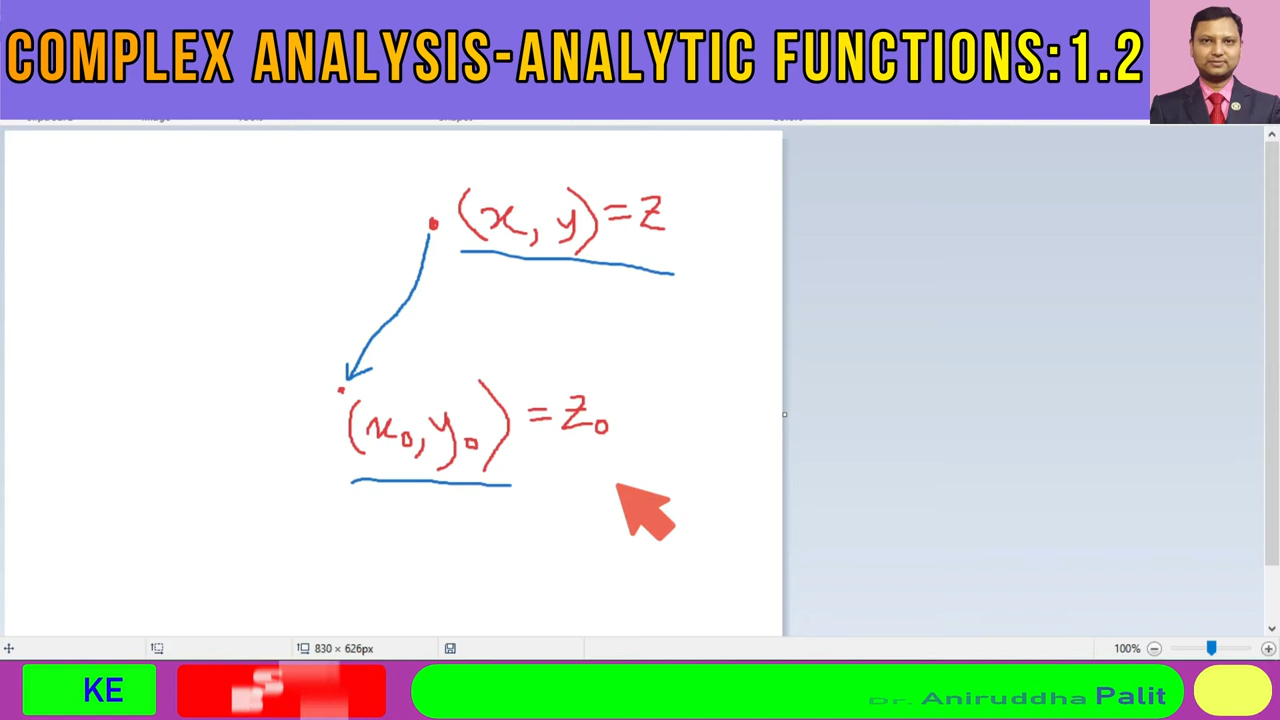 COMPLEX ANALYSIS-ANALYTIC FUNCTIONS:1.2
(x, y) = z
(x₀, y₀) = z₀
830 × 626px
100%
KE
Dr. Aniruddha Palit